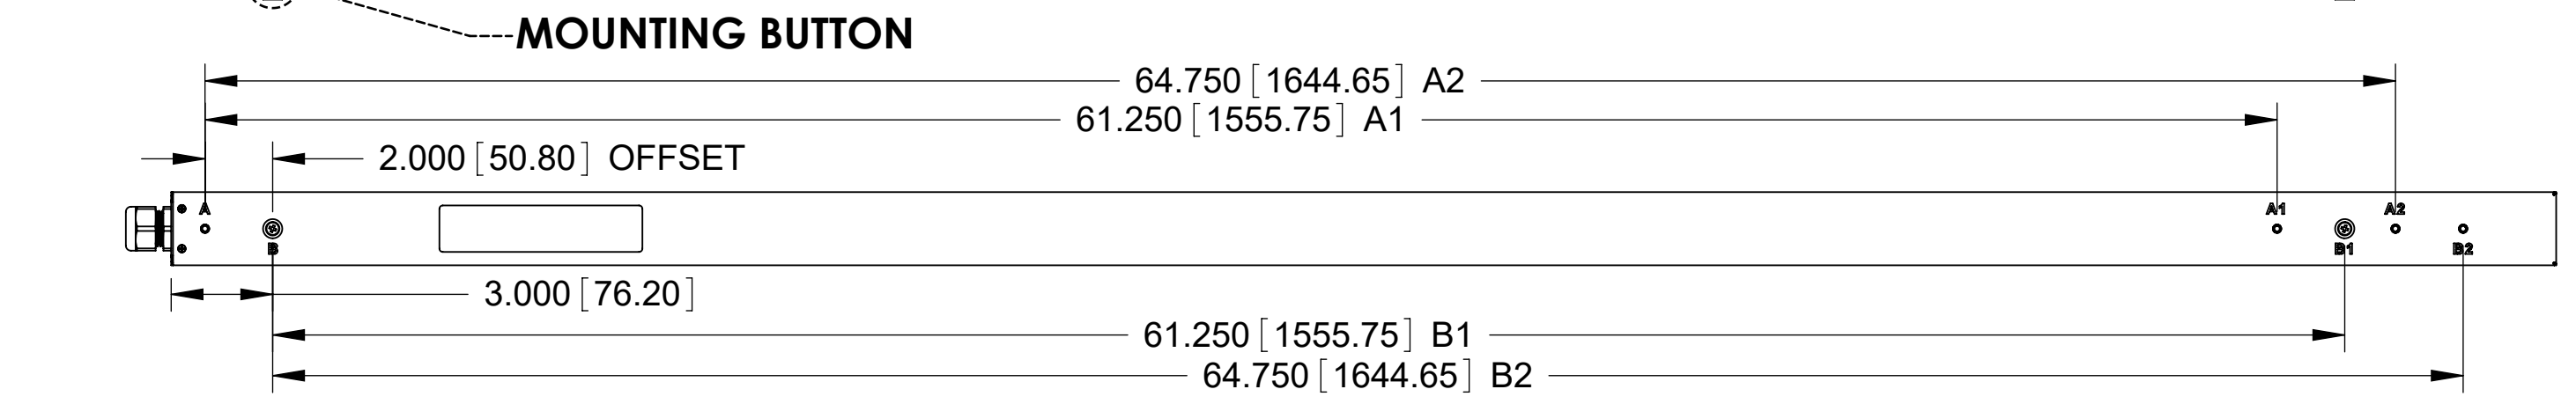 MOUNTING BUTTON
64.750 [1644.65] A2
61.250 [1555.75] A1
2.000 [50.80] OFFSET
A A1 A2
B B1 B2
3.000 [76.20]
61.250 [1555.75] B1
64.750 [1644.65] B2